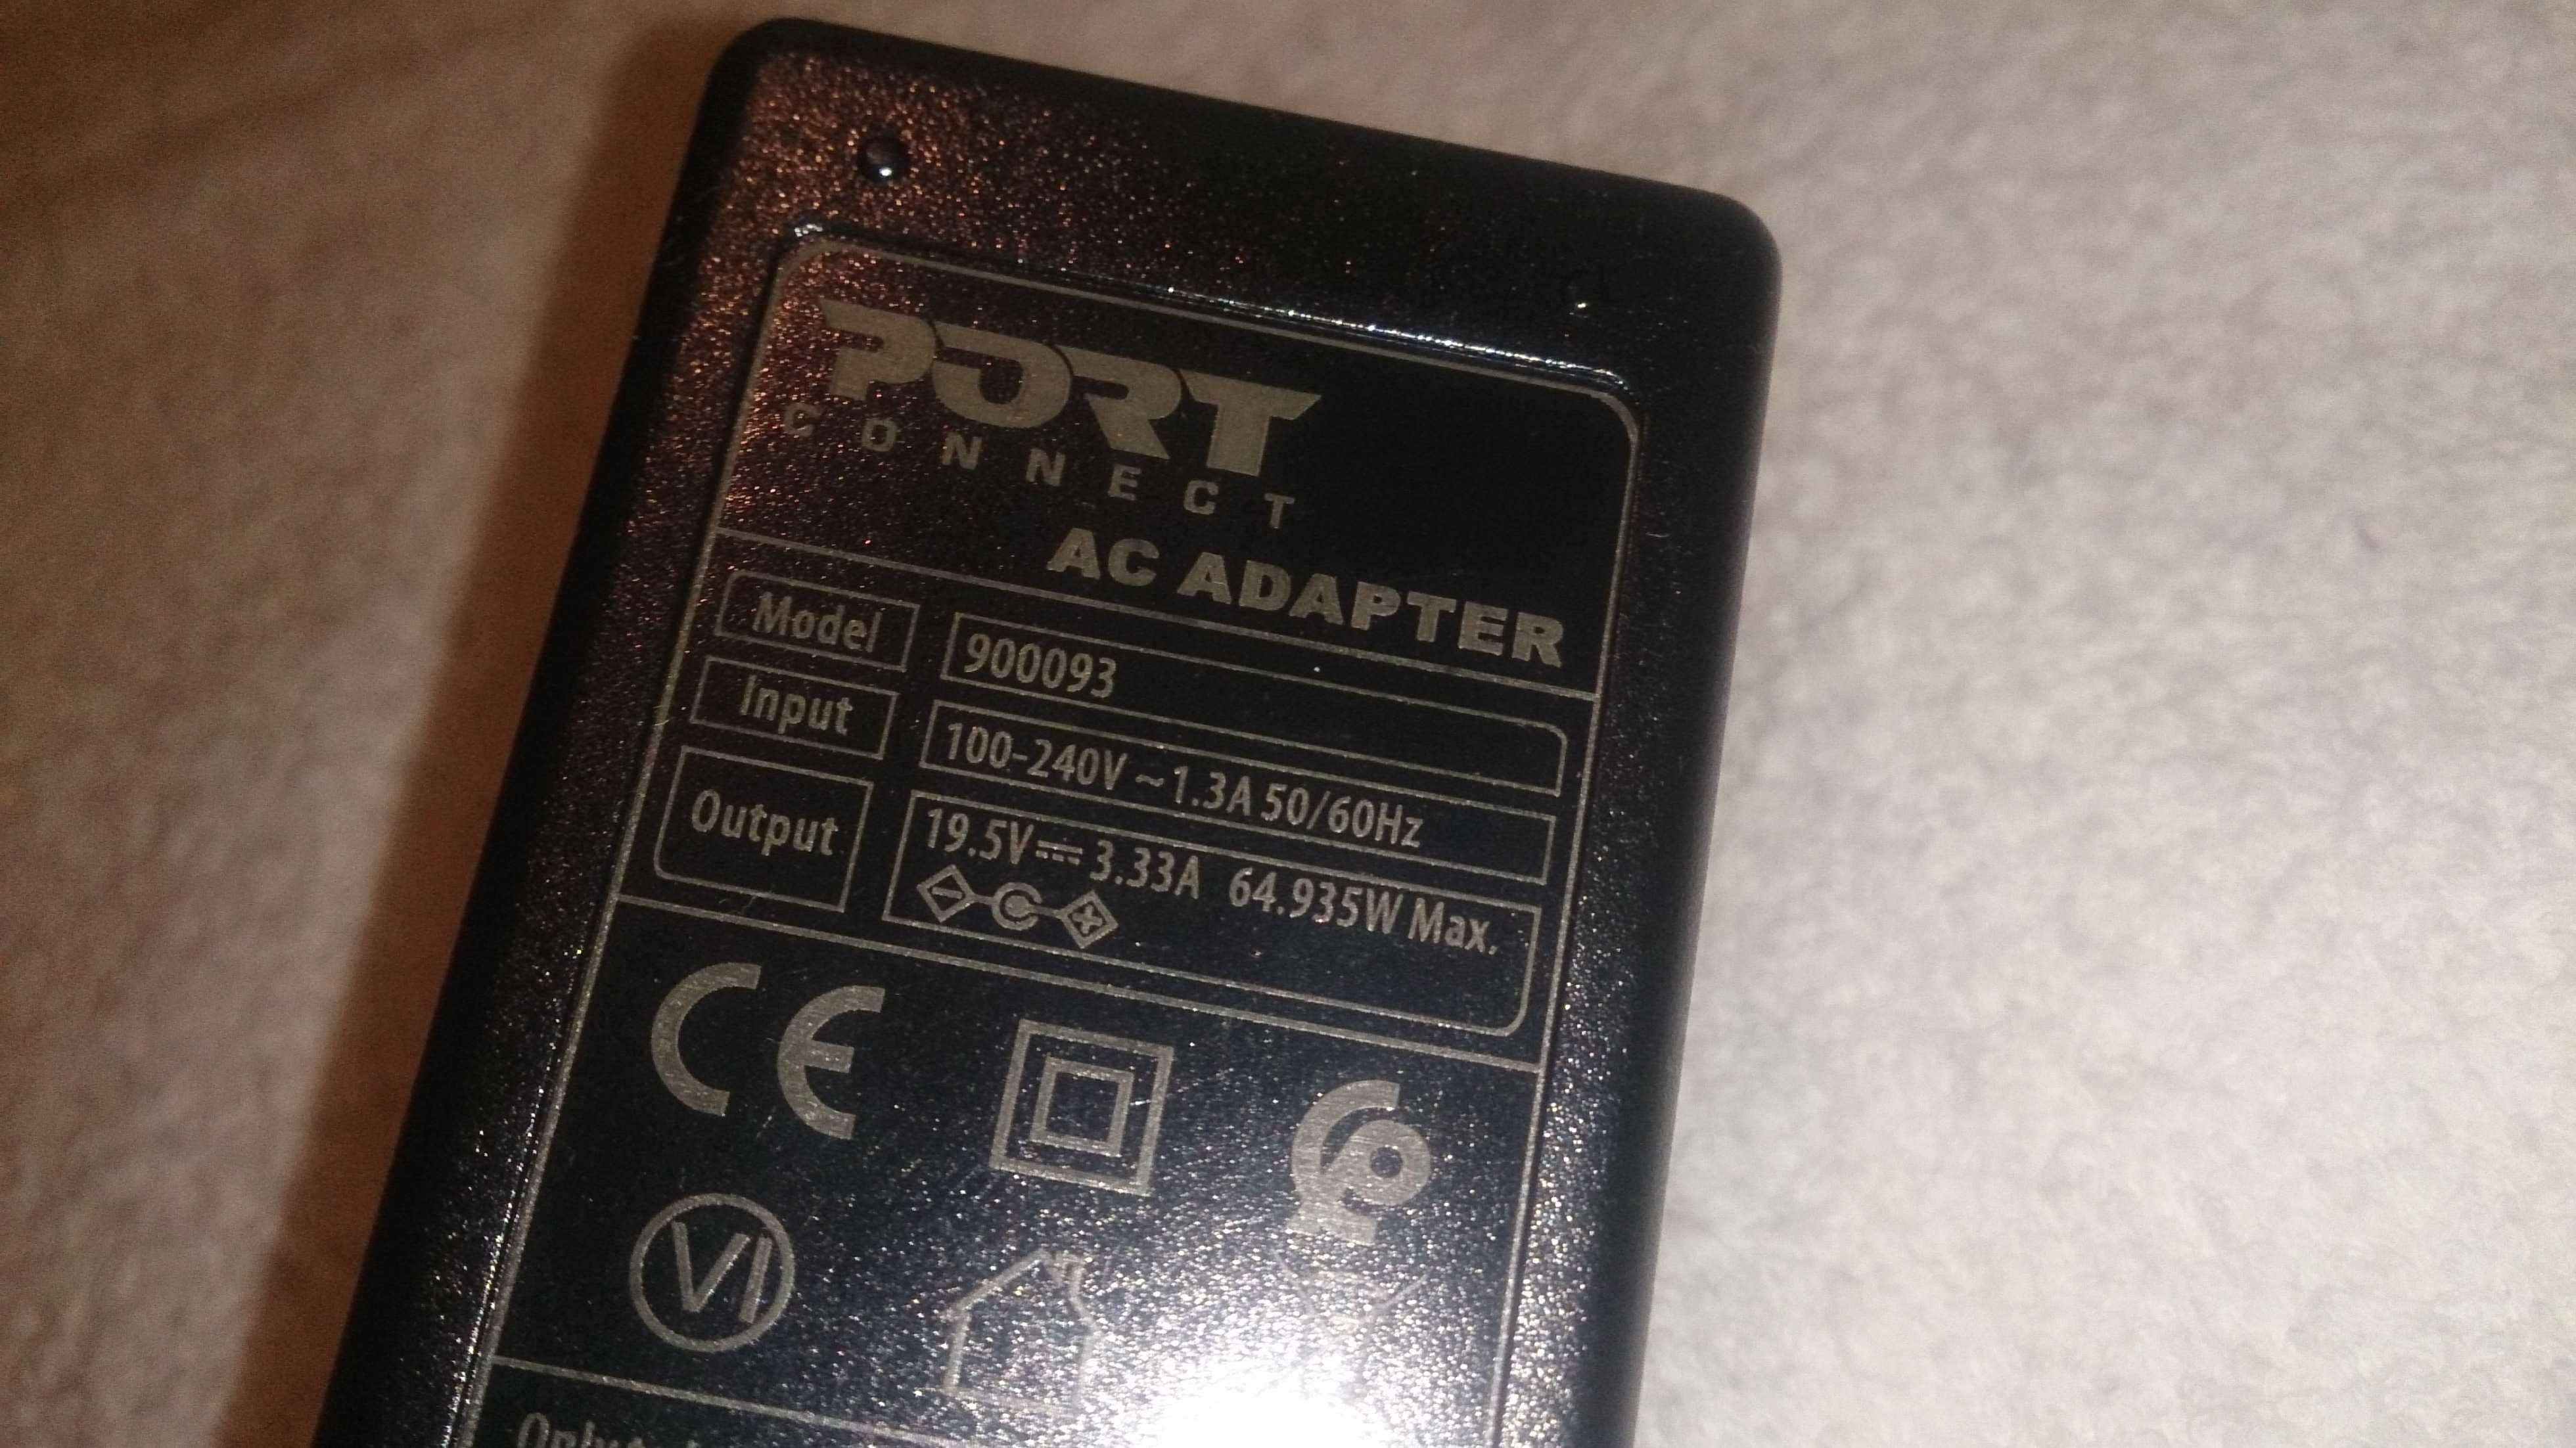 PORT
CONNECT
AC ADAPTER
Model 900093
Input 100-240V ~1.3A 50/60Hz
Output 19.5V⎓3.33A 64.935W Max.
CE
VI
Only